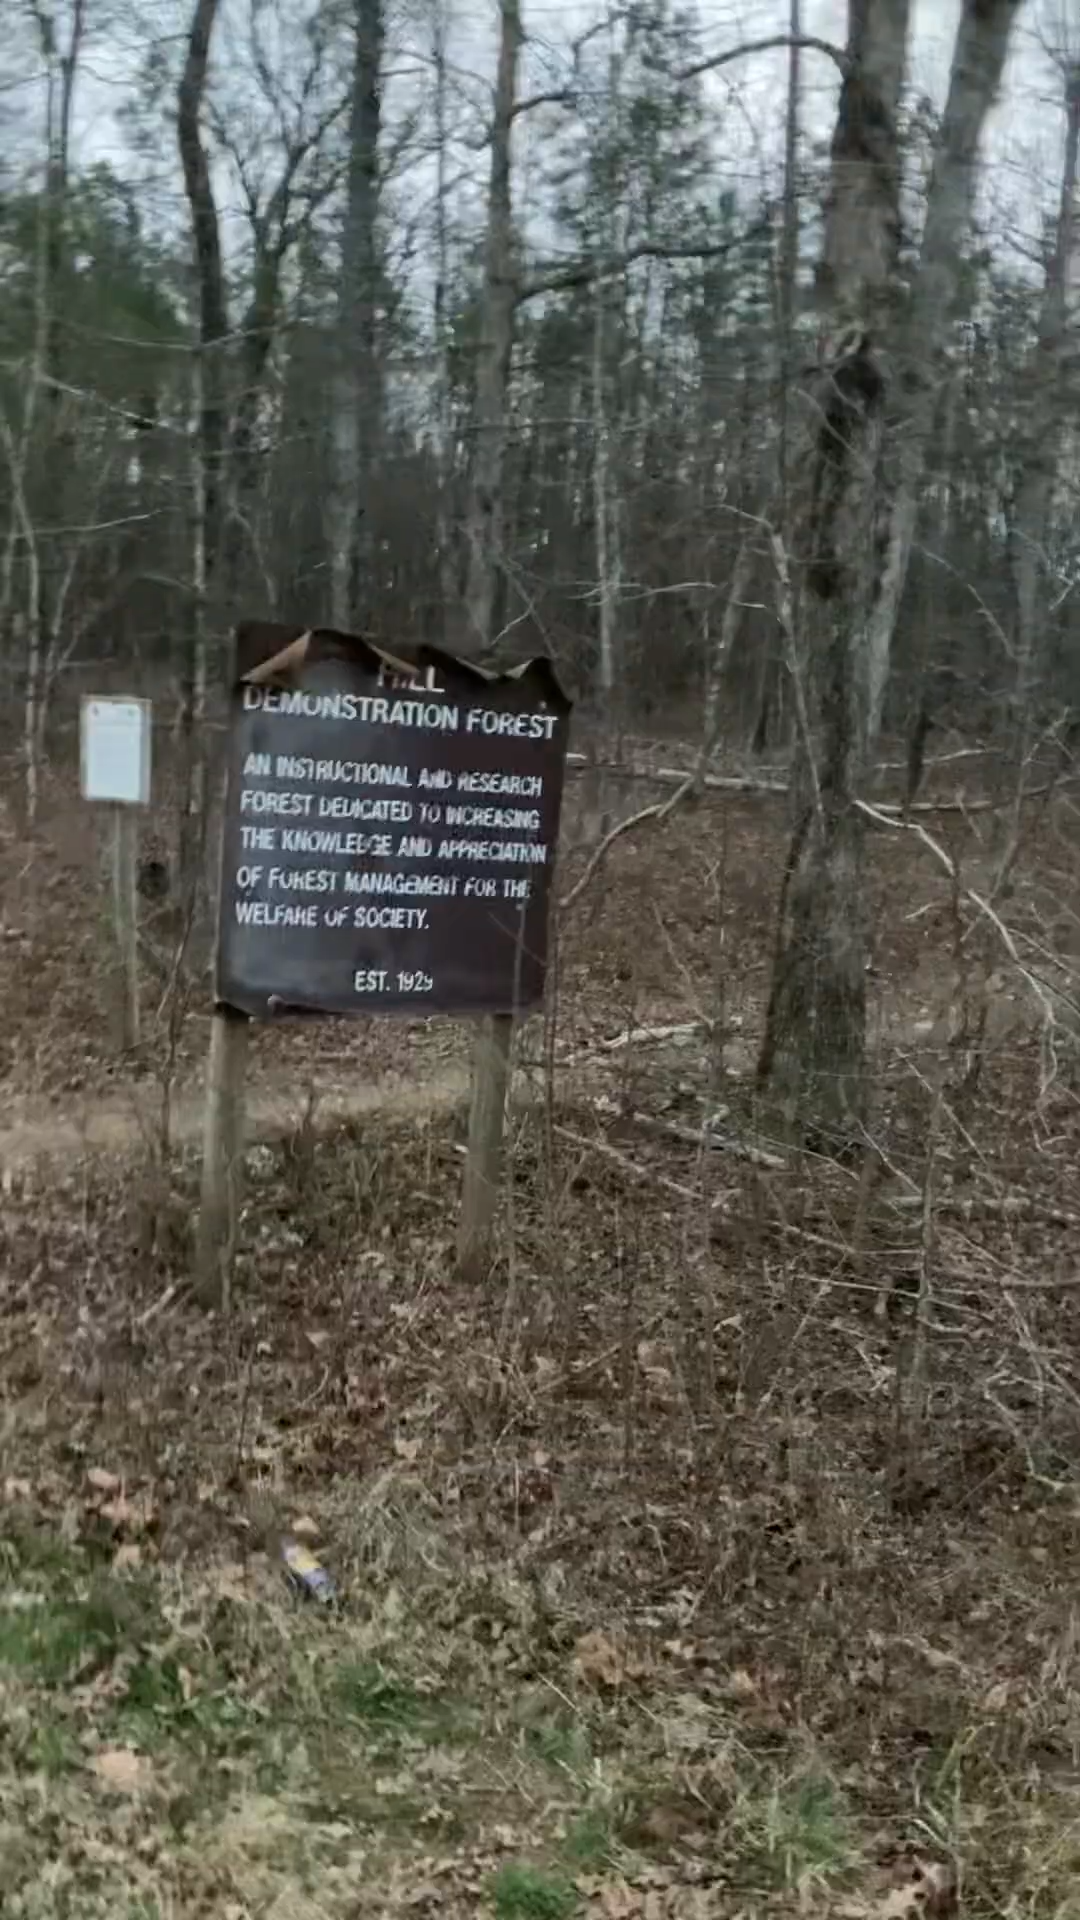 HILL
DEMONSTRATION FOREST
AN INSTRUCTIONAL AND RESEARCH
FOREST DEDICATED TO INCREASING
THE KNOWLEDGE AND APPRECIATION
OF FOREST MANAGEMENT FOR THE
WELFARE OF SOCIETY.
EST. 1929